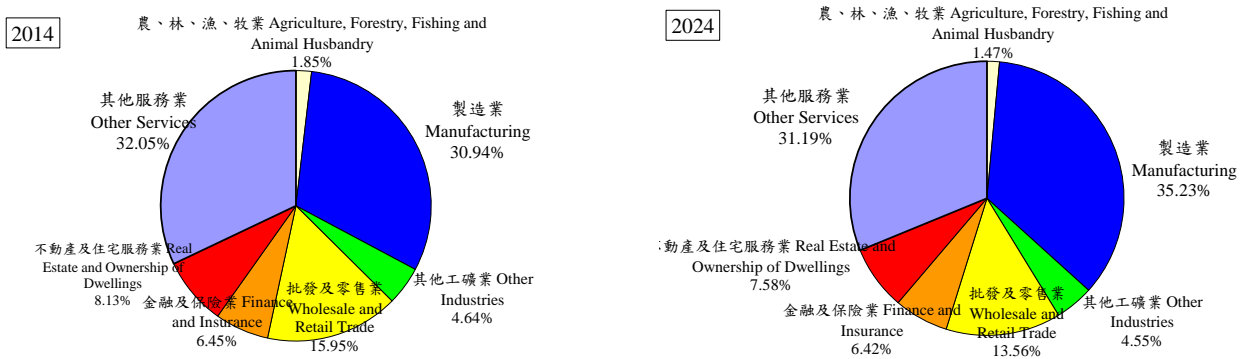 2014
農、林、漁、牧業 Agriculture, Forestry, Fishing and
Animal Husbandry
1.85%
其他服務業
Other Services
32.05%
製造業
Manufacturing
30.94%
不動產及住宅服務業 Real
Estate and Ownership of
Dwellings
8.13%
金融及保險業 Finance
and Insurance
6.45%
批發及零售業
Wholesale and
Retail Trade
15.95%
其他工礦業 Other
Industries
4.64%
2024
農、林、漁、牧業 Agriculture, Forestry, Fishing and
Animal Husbandry
1.47%
其他服務業
Other Services
31.19%
製造業
Manufacturing
35.23%
動產及住宅服務業 Real Estate and
Ownership of Dwellings
7.58%
金融及保險業 Finance and
Insurance
6.42%
批發及零售業
Wholesale and
Retail Trade
13.56%
其他工礦業 Other
Industries
4.55%